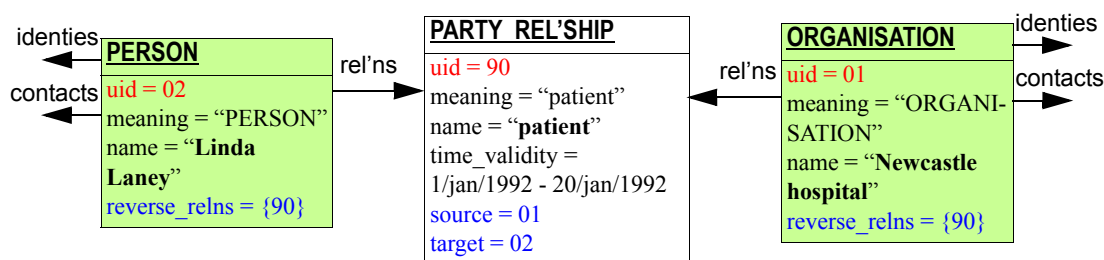 identies
contacts
PERSON
uid = 02
meaning = “PERSON”
name = “Linda
Laney”
reverse_relns = {90}
rel'ns
PARTY REL’SHIP
uid = 90
meaning = “patient”
name = “patient”
time_validity =
1/jan/1992 - 20/jan/1992
source = 01
target = 02
rel'ns
ORGANISATION
uid = 01
meaning = “ORGANI-
SATION”
name = “Newcastle
hospital”
reverse_relns = {90}
identies
contacts